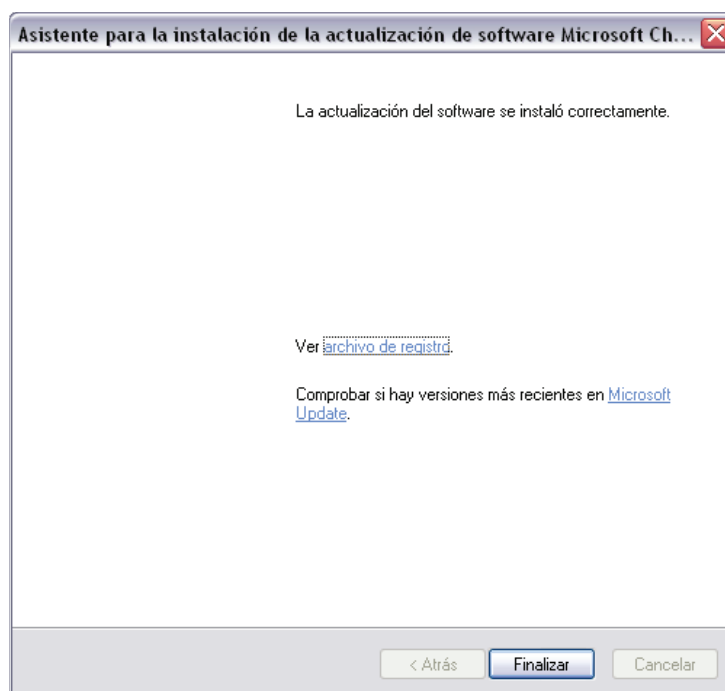 Asistente para la instalación de la actualización de software Microsoft Ch...
La actualización del software se instaló correctamente.
Ver archivo de registro.
Comprobar si hay versiones más recientes en Microsoft
Update.
< Atrás Finalizar Cancelar